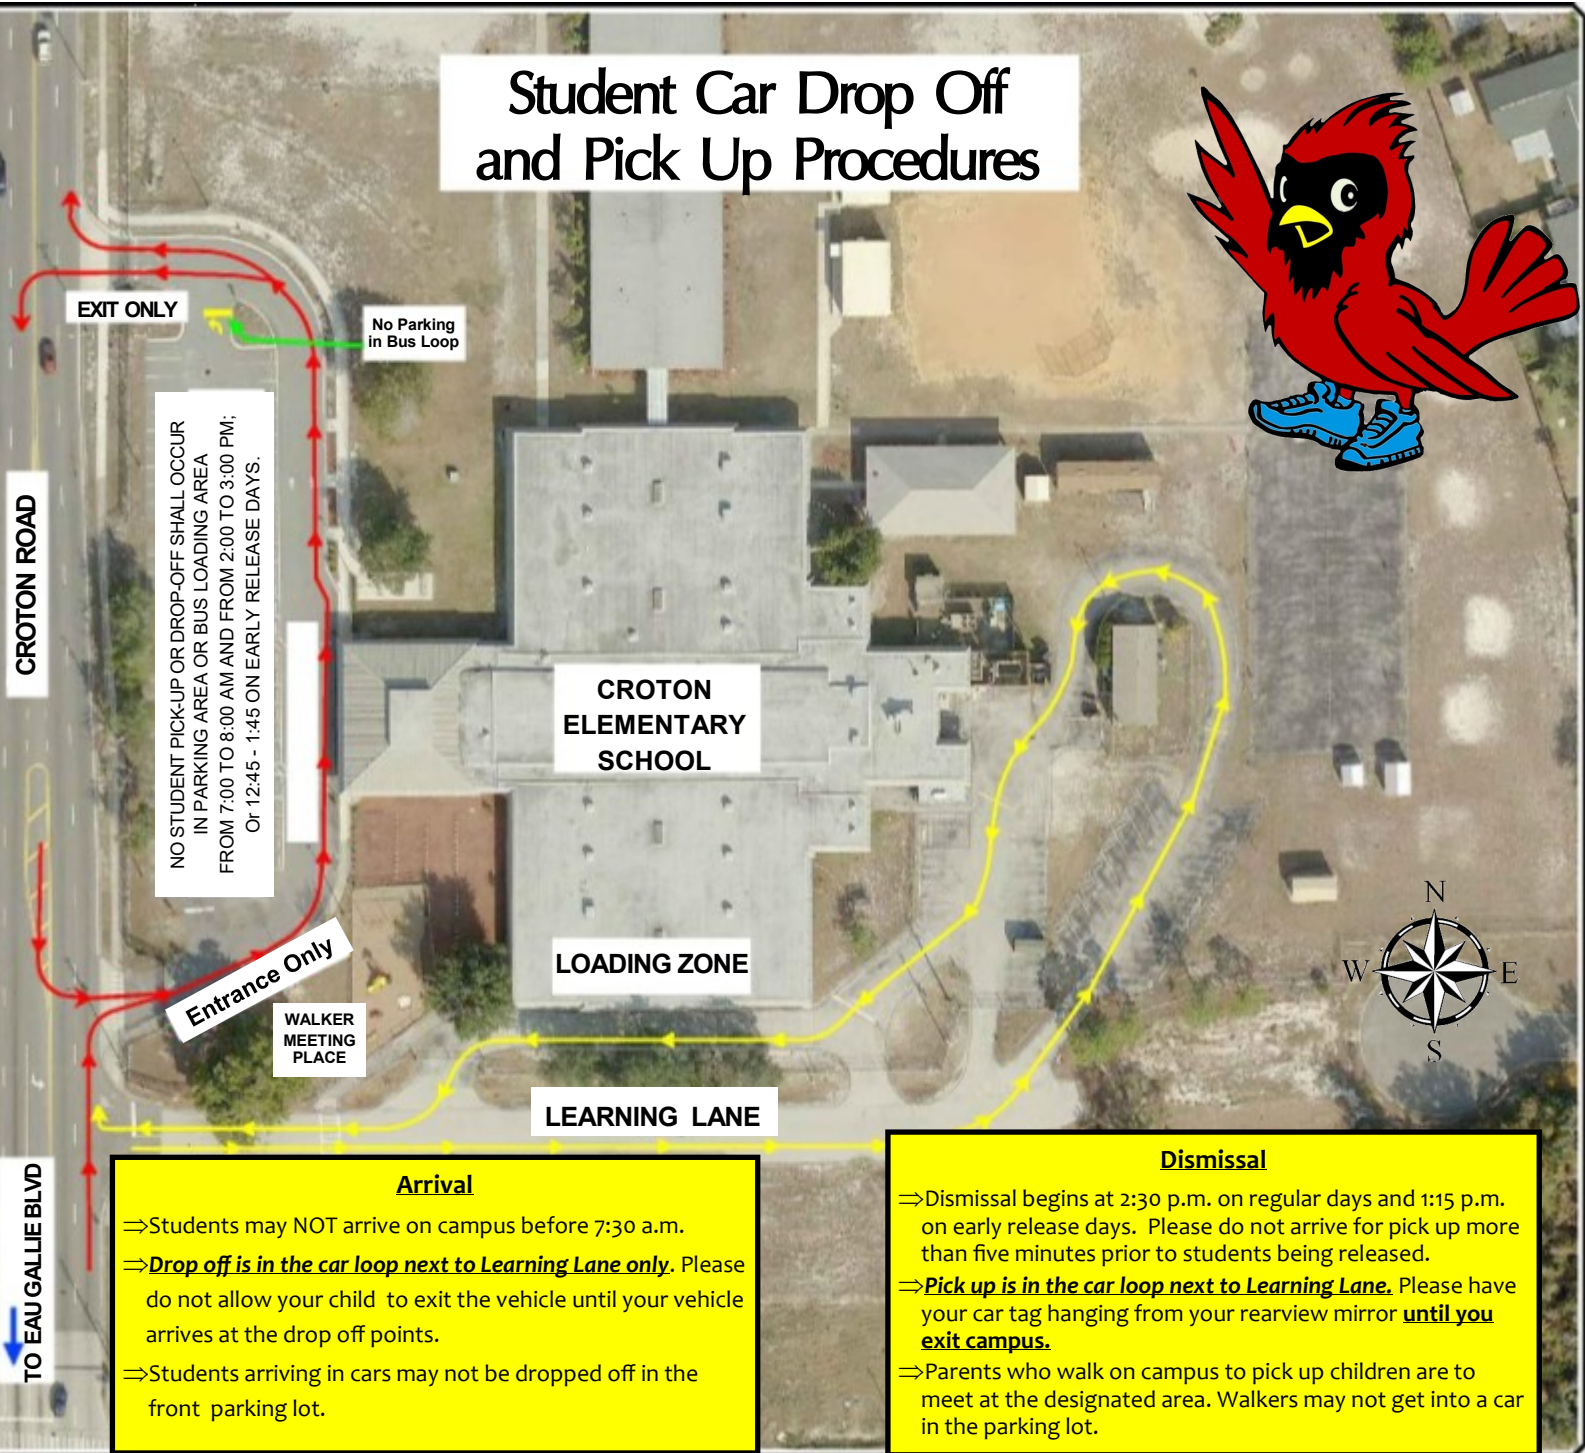 Student Car Drop Off
and Pick Up Procedures
EXIT ONLY
No Parking
in Bus Loop
NO STUDENT PICK-UP OR DROP-OFF SHALL OCCUR
IN PARKING AREA OR BUS LOADING AREA
FROM 7:00 TO 8:00 AM AND FROM 2:00 TO 3:00 PM;
Or 12:45 - 1:45 ON EARLY RELEASE DAYS.
CROTON ROAD
CROTON
ELEMENTARY
SCHOOL
LOADING ZONE
Entrance Only
WALKER
MEETING
PLACE
LEARNING LANE
N
W
E
S
TO EAU GALLIE BLVD
Arrival
⇒Students may NOT arrive on campus before 7:30 a.m.
⇒Drop off is in the car loop next to Learning Lane only. Please
do not allow your child to exit the vehicle until your vehicle
arrives at the drop off points.
⇒Students arriving in cars may not be dropped off in the
front parking lot.
Dismissal
⇒Dismissal begins at 2:30 p.m. on regular days and 1:15 p.m.
on early release days. Please do not arrive for pick up more
than five minutes prior to students being released.
⇒Pick up is in the car loop next to Learning Lane. Please have
your car tag hanging from your rearview mirror until you
exit campus.
⇒Parents who walk on campus to pick up children are to
meet at the designated area. Walkers may not get into a car
in the parking lot.